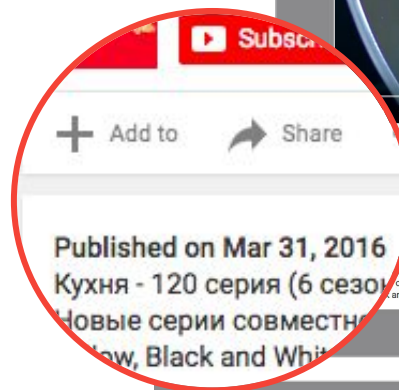 Subscr
Add to
Share
Published on Mar 31, 2016
Кухня - 120 серия (6 сезон
Новые серии совместно
ow, Black and Whit